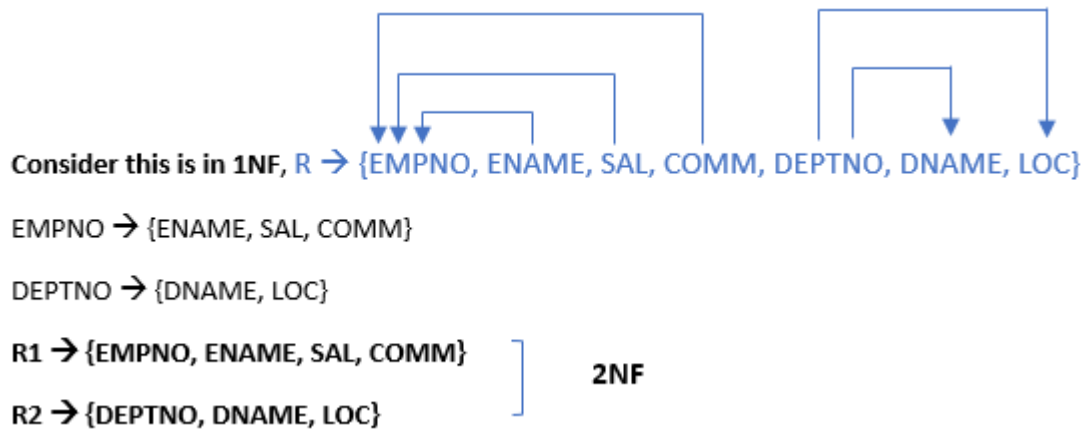 Consider this is in 1NF, R → {EMPNO, ENAME, SAL, COMM, DEPTNO, DNAME, LOC}
EMPNO → {ENAME, SAL, COMM}
DEPTNO → {DNAME, LOC}
R1 → {EMPNO, ENAME, SAL, COMM}
2NF
R2 → {DEPTNO, DNAME, LOC}